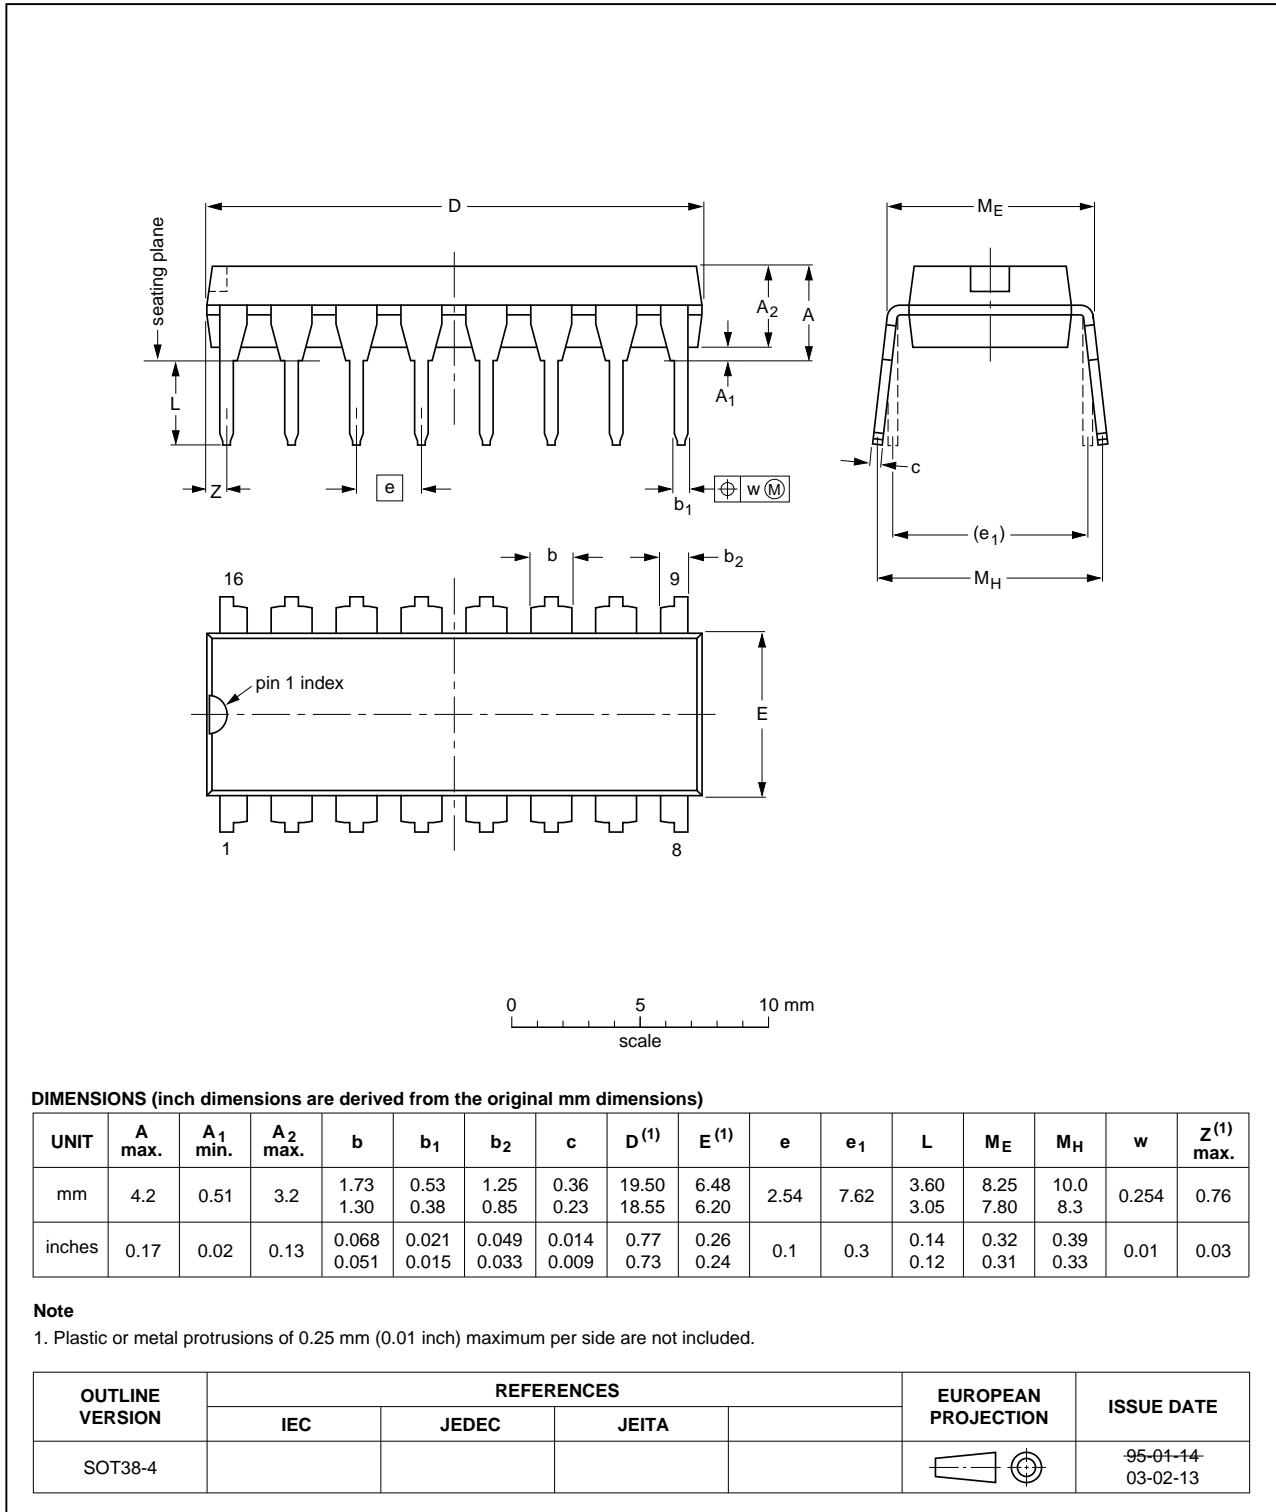 D
M_E
seating plane
A_2
A
L
A_1
c
Z
e
b_1
w Ⓜ
(e_1)
M_H
b
b_2
16
9
pin 1 index
E
1
8
0 5 10 mm
scale
DIMENSIONS (inch dimensions are derived from the original mm dimensions)
UNIT A max. A_1 min. A_2 max. b b_1 b_2 c D(1) E(1) e e_1 L M_E M_H w Z(1) max.
mm 4.2 0.51 3.2 1.73 1.30 0.53 0.38 1.25 0.85 0.36 0.23 19.50 18.55 6.48 6.20 2.54 7.62 3.60 3.05 8.25 7.80 10.0 8.3 0.254 0.76
inches 0.17 0.02 0.13 0.068 0.051 0.021 0.015 0.049 0.033 0.014 0.009 0.77 0.73 0.26 0.24 0.1 0.3 0.14 0.12 0.32 0.31 0.39 0.33 0.01 0.03
Note
1. Plastic or metal protrusions of 0.25 mm (0.01 inch) maximum per side are not included.
OUTLINE VERSION REFERENCES EUROPEAN PROJECTION ISSUE DATE
IEC JEDEC JEITA
SOT38-4
95-01-14
03-02-13